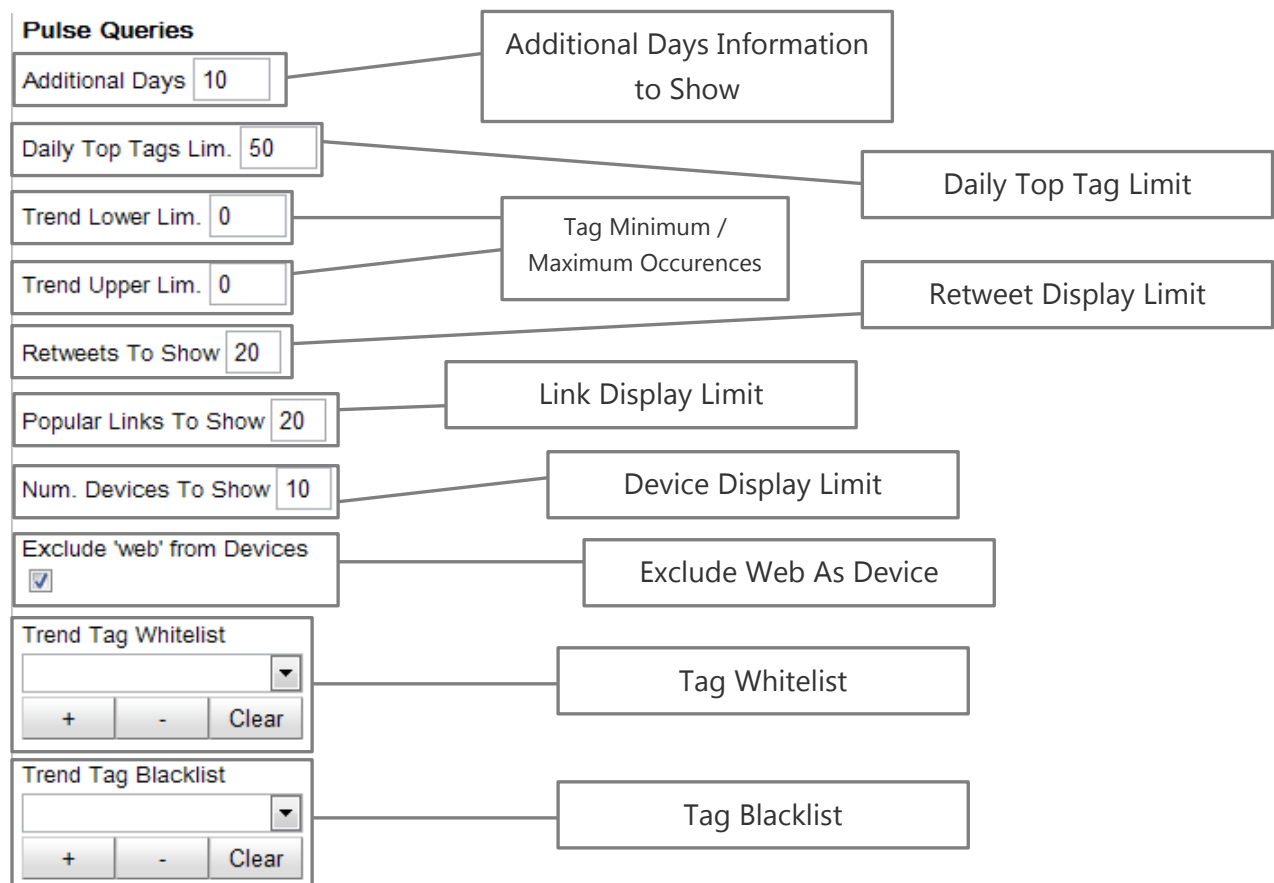 Pulse Queries
Additional Days 10
Additional Days Information
to Show
Daily Top Tags Lim. 50
Daily Top Tag Limit
Trend Lower Lim. 0
Tag Minimum /
Maximum Occurences
Trend Upper Lim. 0
Retweet Display Limit
Retweets To Show 20
Link Display Limit
Popular Links To Show 20
Device Display Limit
Num. Devices To Show 10
Exclude 'web' from Devices
Exclude Web As Device
Trend Tag Whitelist
Tag Whitelist
+ - Clear
Trend Tag Blacklist
Tag Blacklist
+ - Clear